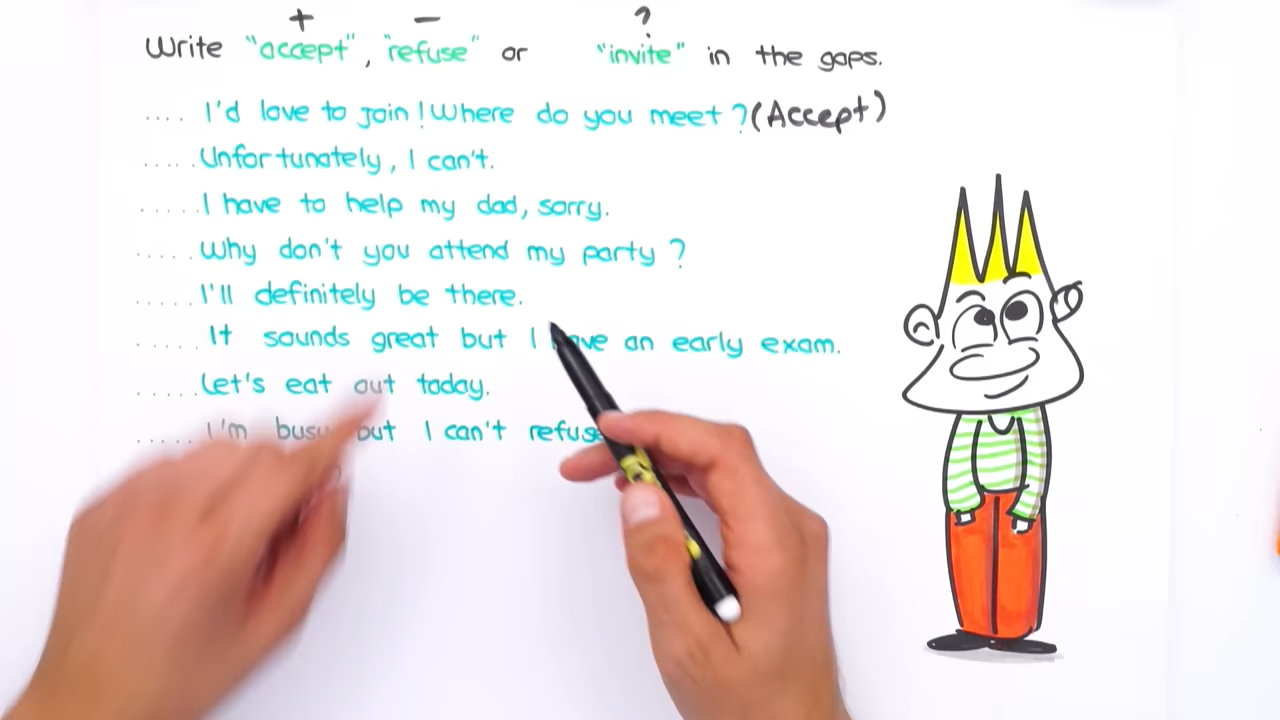 + − ?
Write "accept", "refuse" or "invite" in the gaps.
.... I'd love to join! Where do you meet? (Accept)
..... Unfortunately, I can't.
..... I have to help my dad, sorry.
..... Why don't you attend my party?
..... I'll definitely be there.
..... It sounds great but I an early exam.
..... Let's eat out today.
..... I'm busy but I can't